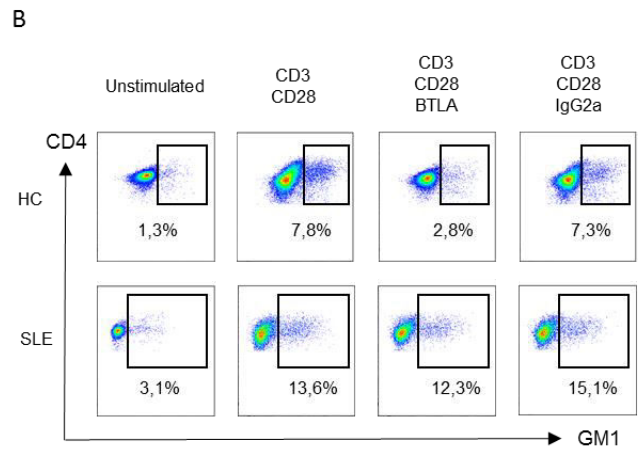 B
Unstimulated
CD3
CD28
CD3
CD28
BTLA
CD3
CD28
IgG2a
CD4
HC
1,3%
7,8%
2,8%
7,3%
SLE
3,1%
13,6%
12,3%
15,1%
GM1